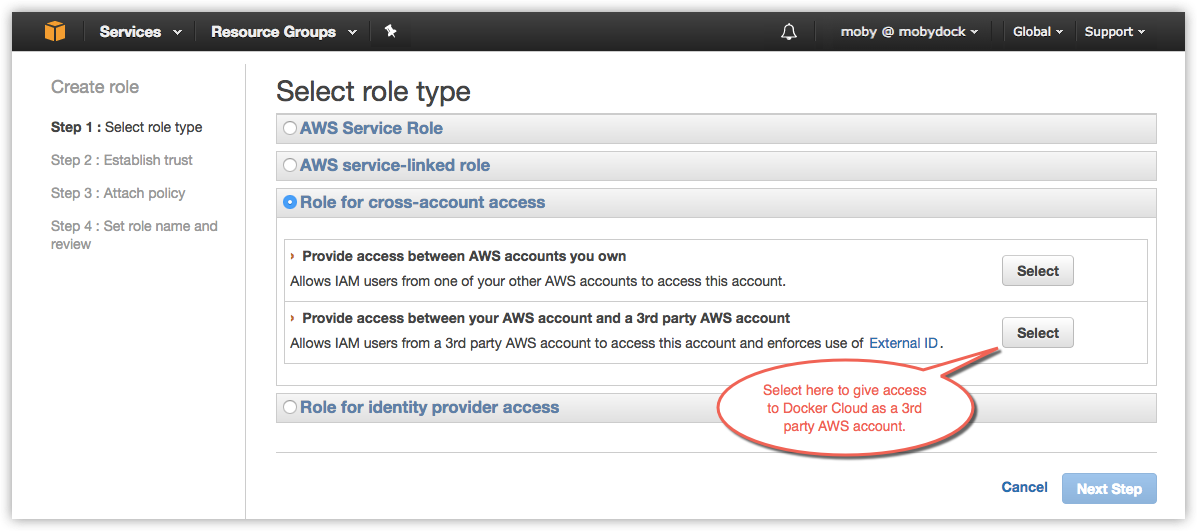 Services
Resource Groups
moby @ mobydock
Global
Support
Create role
Step 1 : Select role type
Step 2 : Establish trust
Step 3 : Attach policy
Step 4 : Set role name and
review
Select role type
AWS Service Role
AWS service-linked role
Role for cross-account access
Provide access between AWS accounts you own
Allows IAM users from one of your other AWS accounts to access this account.
Select
Provide access between your AWS account and a 3rd party AWS account
Allows IAM users from a 3rd party AWS account to access this account and enforces use of External ID.
Select
Select here to give access
to Docker Cloud as a 3rd
party AWS account.
Role for identity provider access
Cancel
Next Step